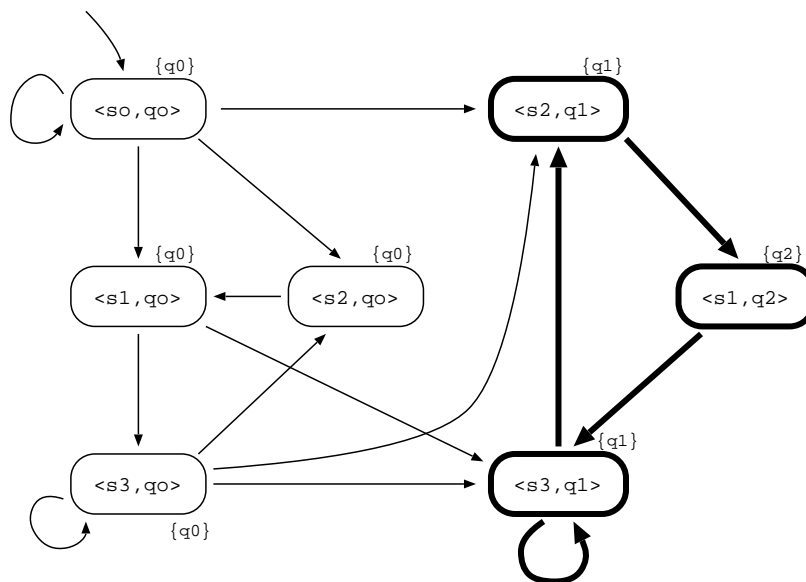 {q0}
<so,qo>
{q1}
<s2,q1>
{q0}
<s1,qo>
{q0}
<s2,qo>
{q2}
<s1,q2>
<s3,qo>
{q0}
{q1}
<s3,q1>